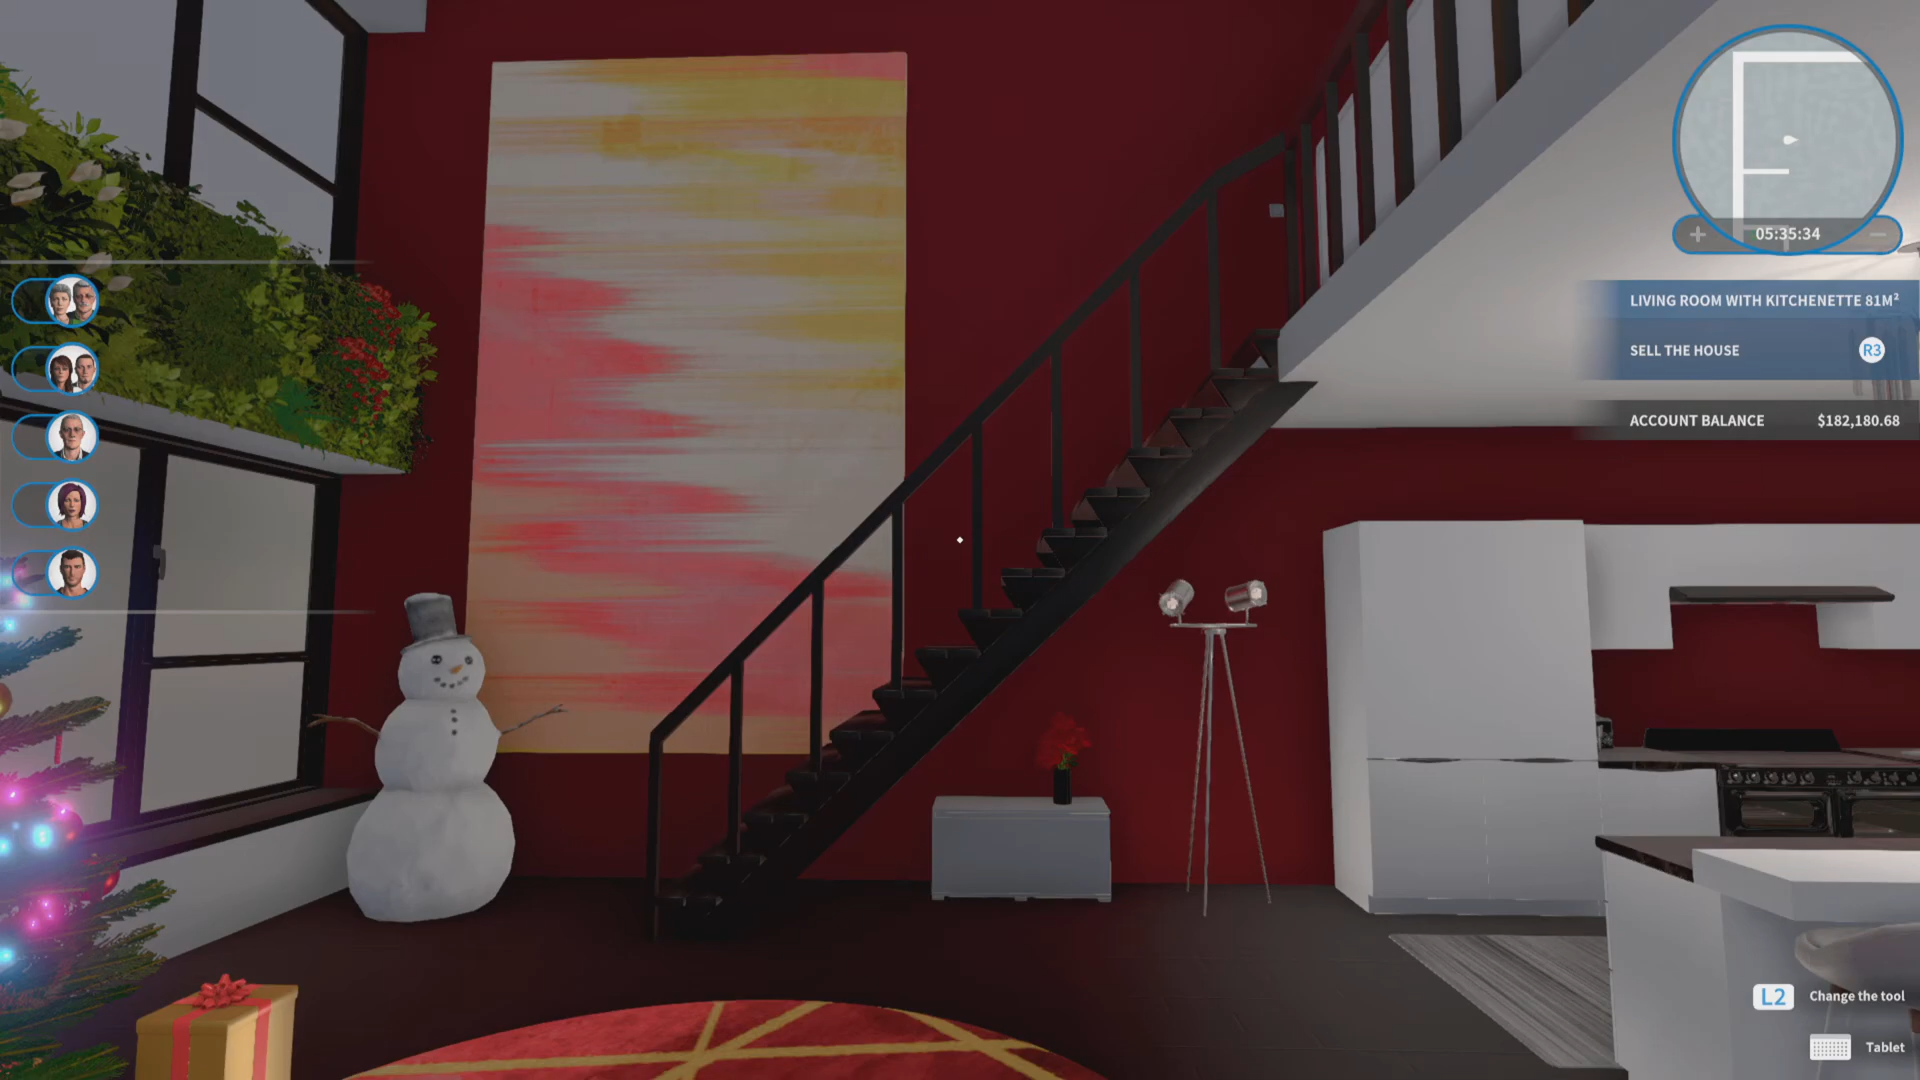 05:35:34
LIVING ROOM WITH KITCHENETTE 81M²
SELL THE HOUSE R3
ACCOUNT BALANCE $182,180.68
L2 Change the tool
Tablet